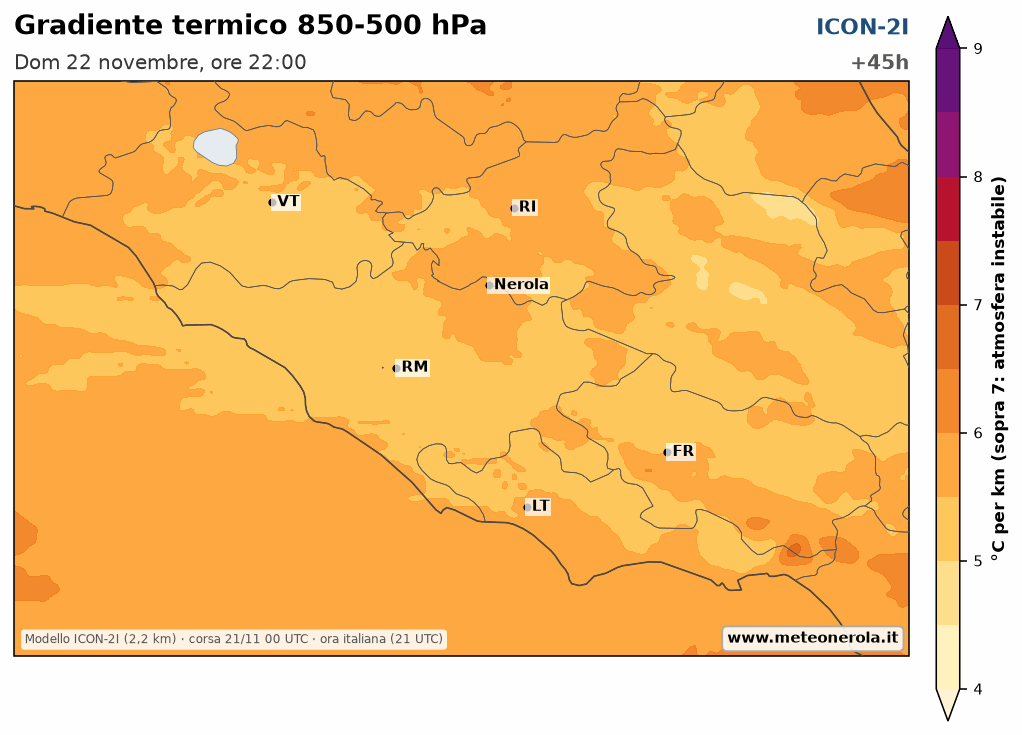 Gradiente termico 850-500 hPa
ICON-2I
Dom 22 novembre, ore 22:00
+45h
VT
RI
Nerola
RM
FR
LT
Modello ICON-2I (2,2 km) · corsa 21/11 00 UTC · ora italiana (21 UTC)
www.meteonerola.it
9
8
7
6
5
4
°C per km (sopra 7: atmosfera instabile)